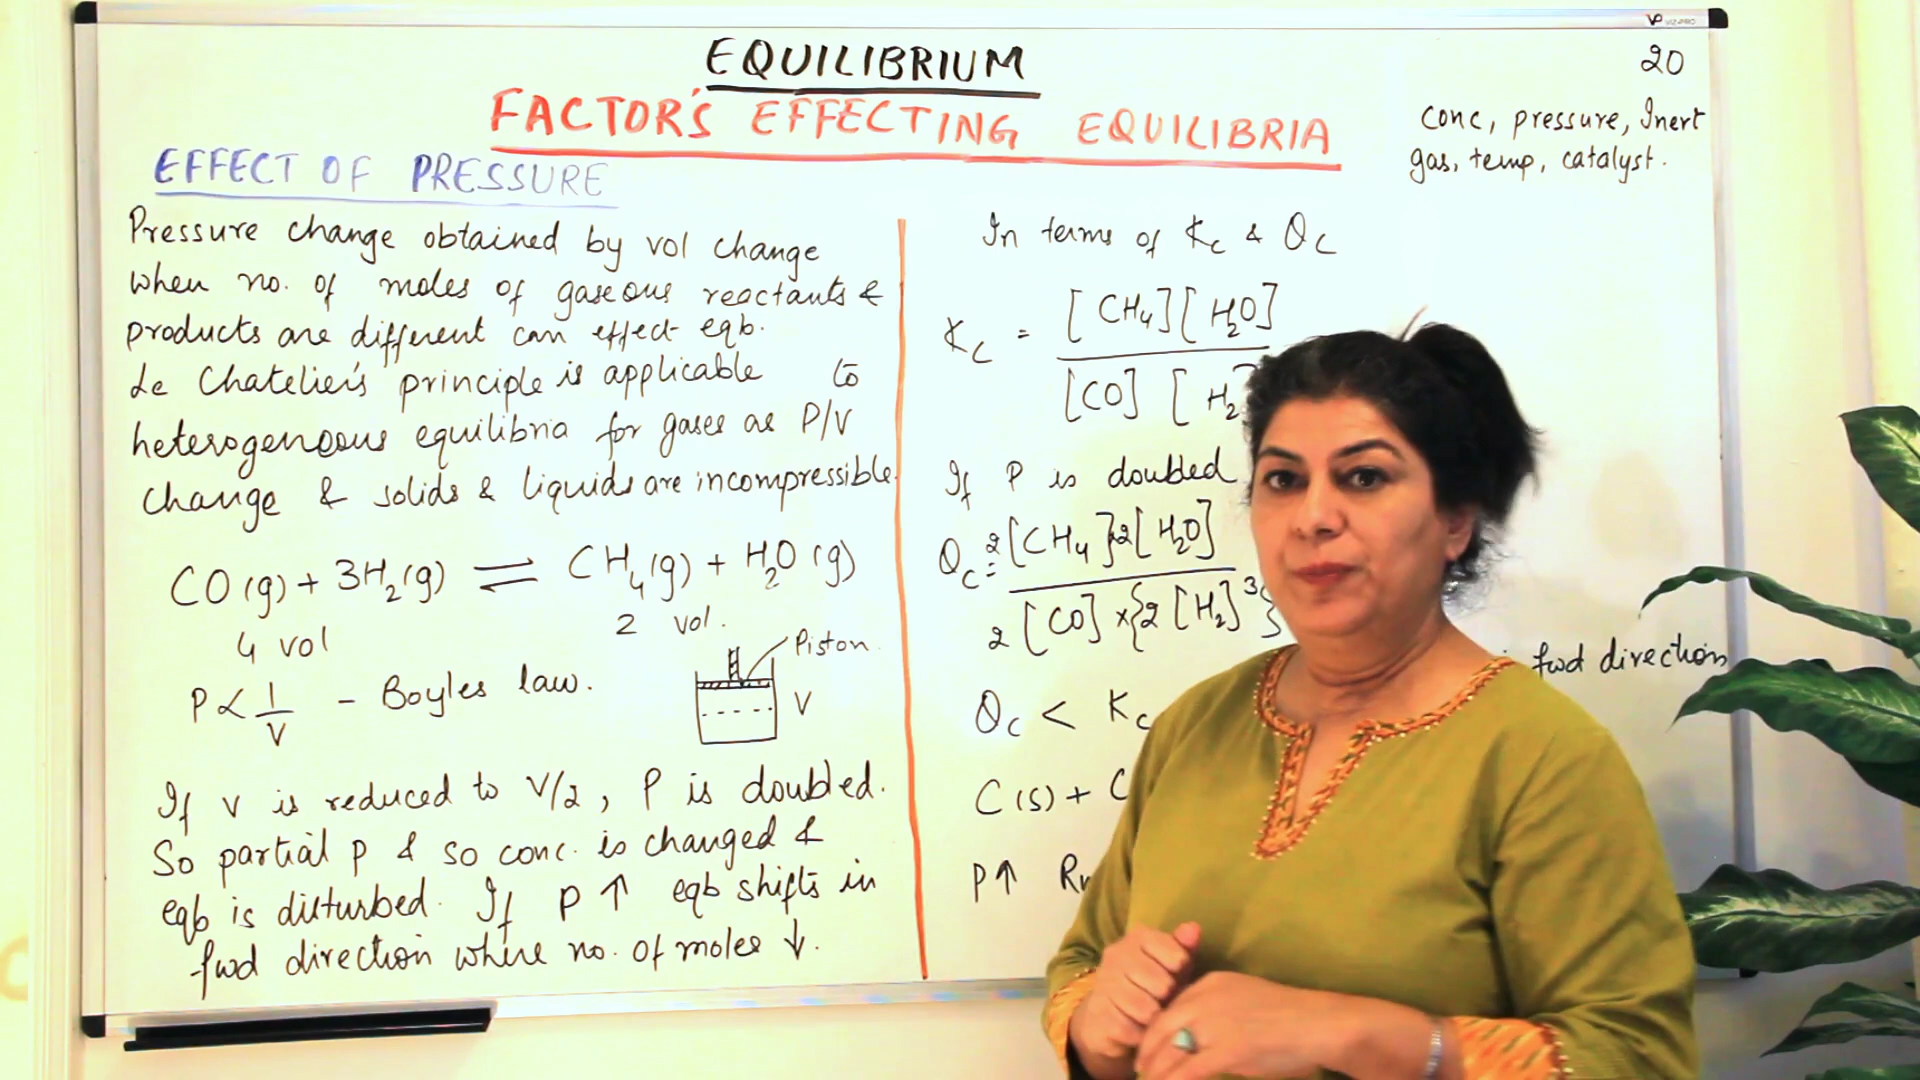 VP VIZ-PRO
EQUILIBRIUM
20
FACTOR'S EFFECTING EQUILIBRIA
conc, pressure, Inert
gas, temp, catalyst.
EFFECT OF PRESSURE
Pressure change obtained by vol change
when no. of moles of gaseous reactants &
products are different can effect eqb.
Le Chatelier's principle is applicable to
heterogenoous equilibria for gases as P/V
change & solids & liquids are incompressible.
CO(g) + 3H₂(g) ⇌ CH₄(g) + H₂O(g)
4 vol 2 vol.
Piston
P ∝ 1/V - Boyles law.
V
If V is reduced to V/2, P is doubled.
So partial p & so conc. is changed &
eqb is disturbed. If P ↑ eqb shifts in
fwd direction where no. of moles ↓.
In terms of Kc & Qc
Kc = [CH₄][H₂O]
[CO] [H₂
If P is doubled
Qc = 2[CH₄]·2[H₂O]
2[CO] × {2[H₂]³}
fwd direction
Qc < Kc
C(s) + C
P↑ R